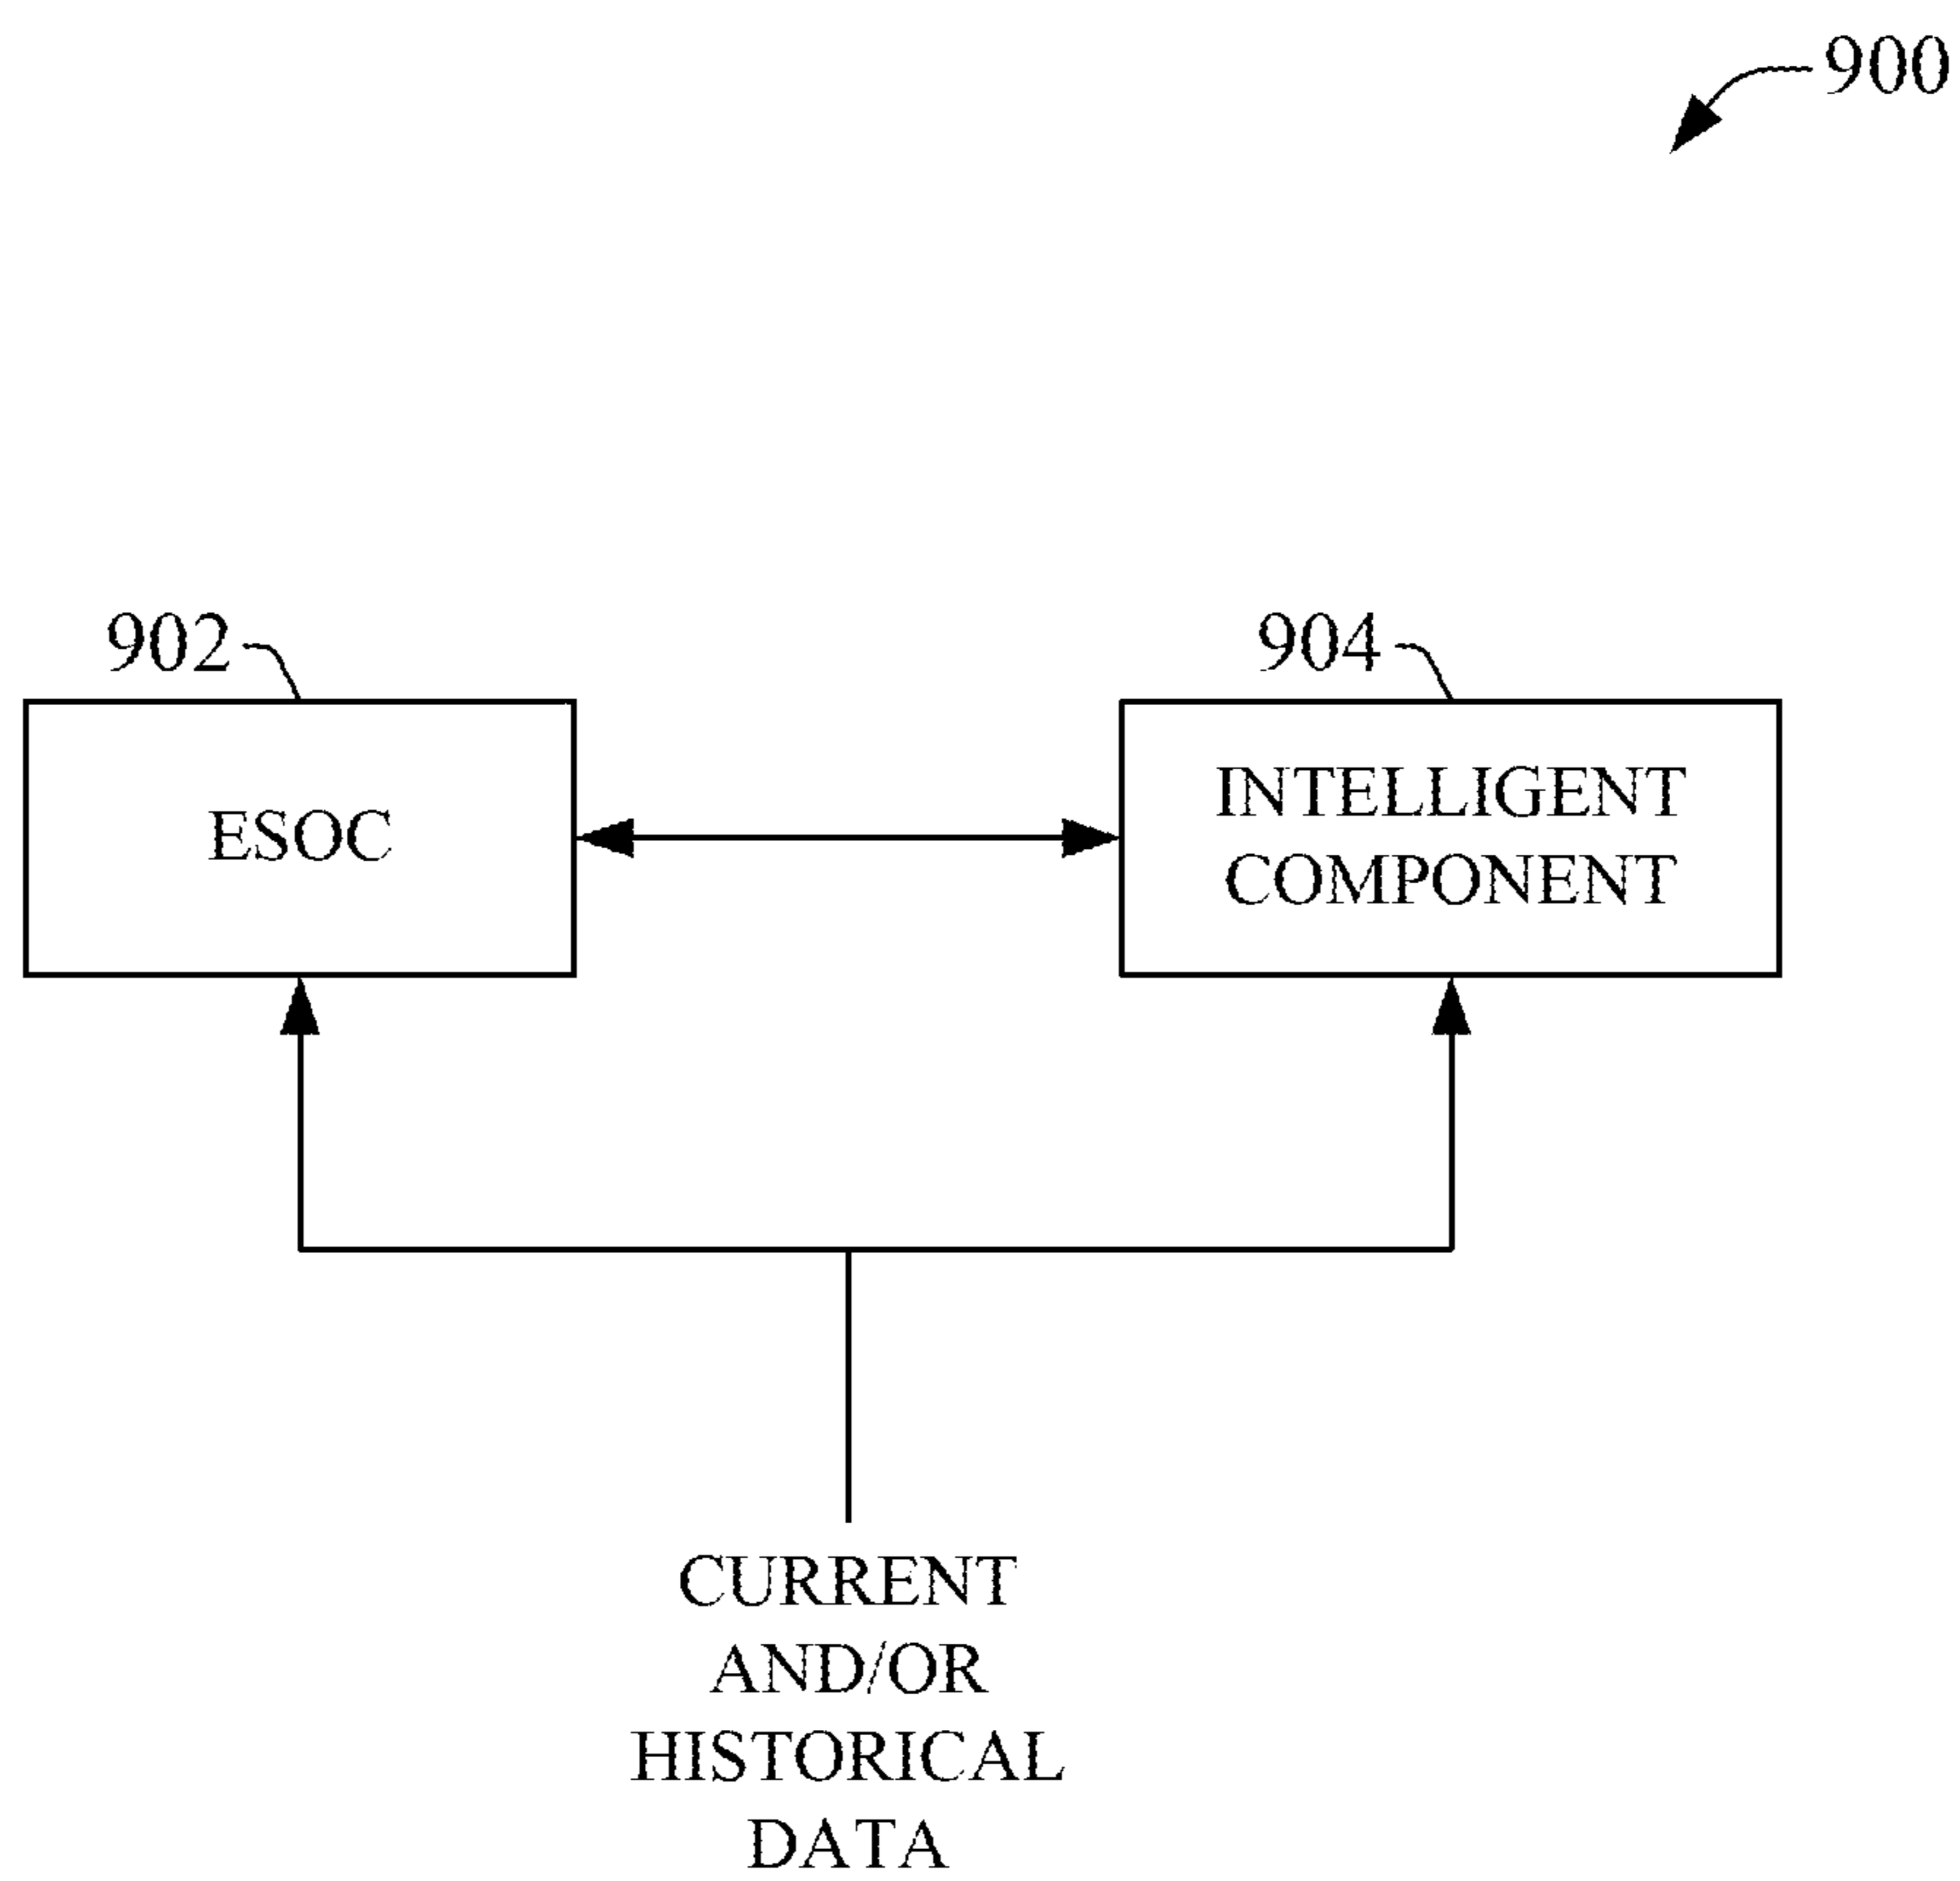 900
902
904
ESOC
INTELLIGENT
COMPONENT
CURRENT
AND/OR
HISTORICAL
DATA